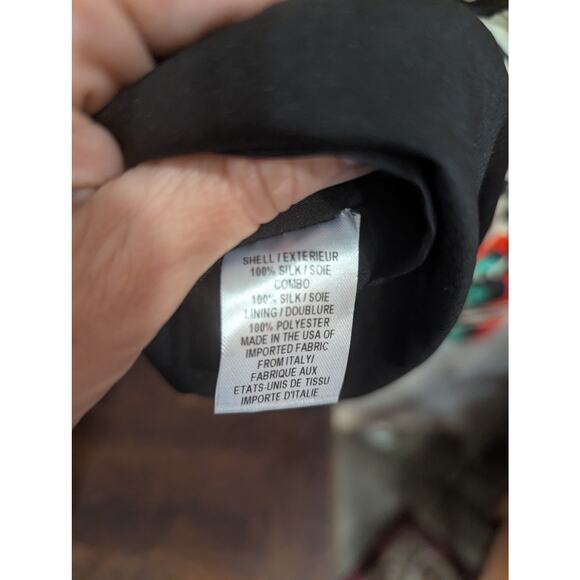 SHELL / EXTERIEUR
100% SILK / SOIE
COMBO
100% SILK / SOIE
LINING / DOUBLURE
100% POLYESTER
MADE IN THE USA OF
IMPORTED FABRIC
FROM ITALY/
FABRIQUE AUX
ETATS-UNIS DE TISSU
IMPORTE D'ITALIE